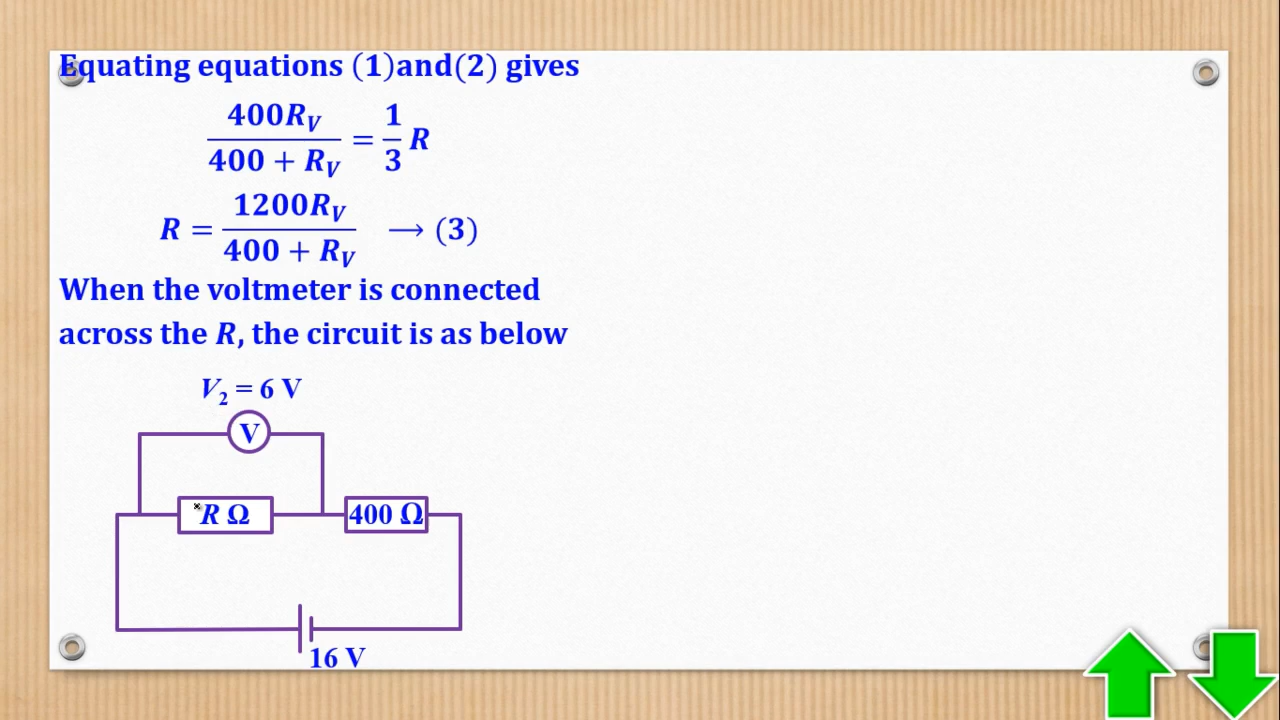 Equating equations (1)and(2) gives
400R_V / 400 + R_V = 1/3 R
R = 1200R_V / 400 + R_V → (3)
When the voltmeter is connected
across the R, the circuit is as below
V₂ = 6 V
V
R Ω
400 Ω
16 V